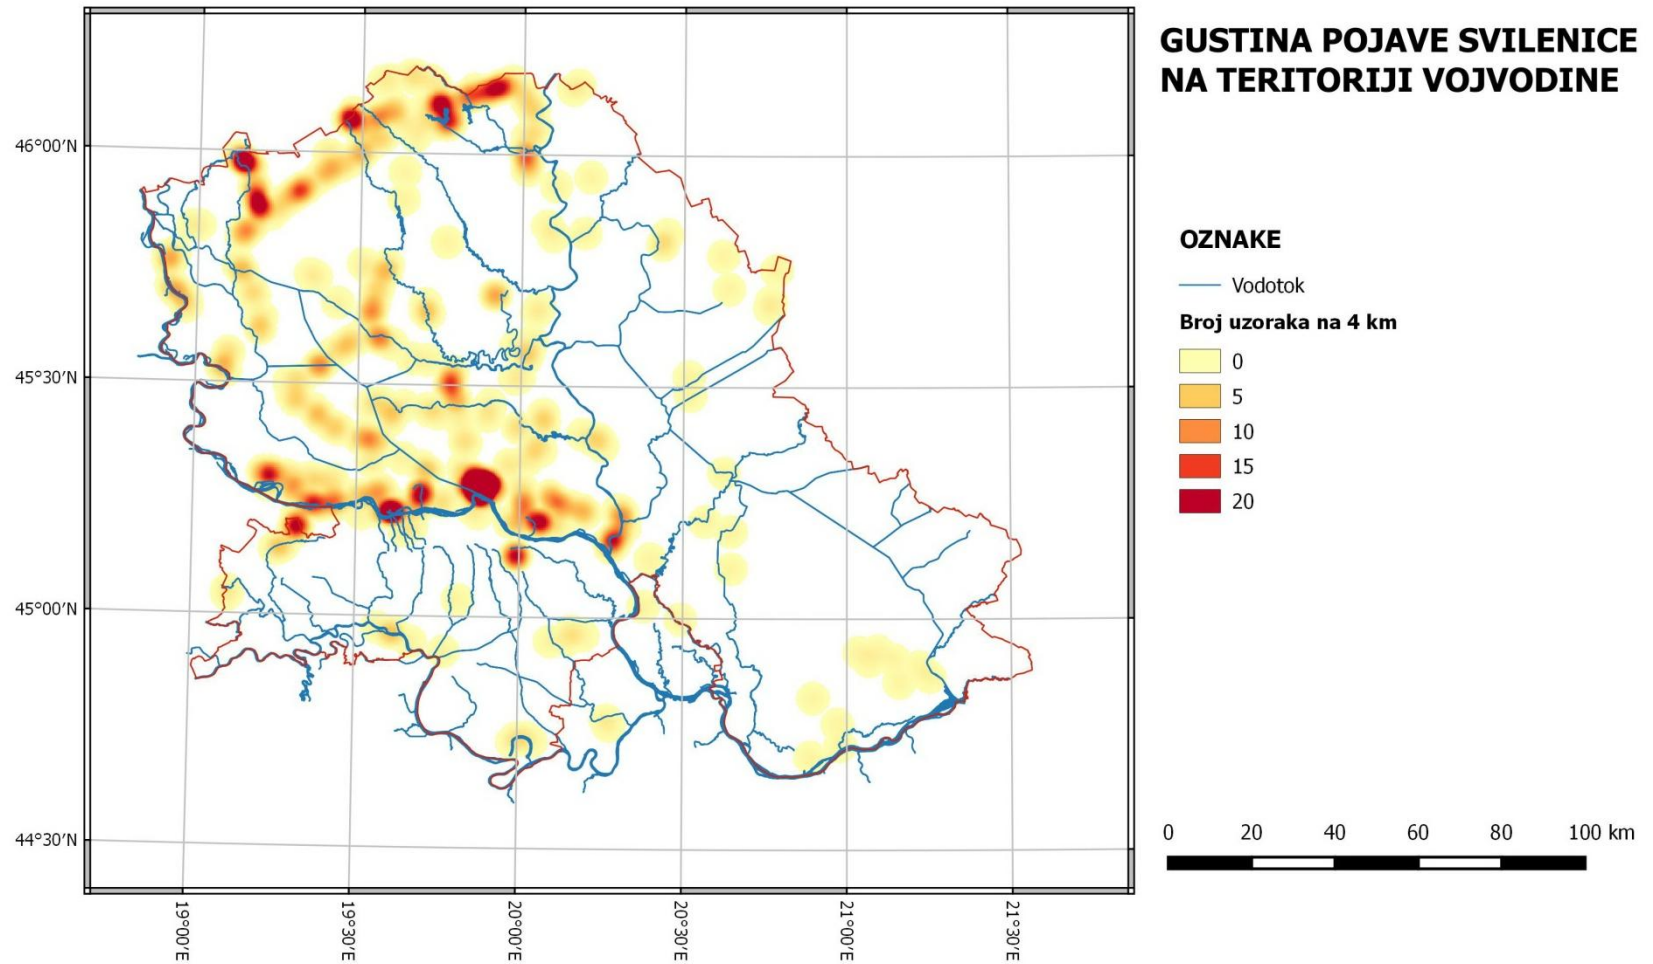 GUSTINA POJAVE SVILENICE
NA TERITORIJI VOJVODINE
46°00′N
45°30′N
45°00′N
44°30′N
19°00′E
19°30′E
20°00′E
20°30′E
21°00′E
21°30′E
OZNAKE
Vodotok
Broj uzoraka na 4 km
0
5
10
15
20
0 20 40 60 80 100 km